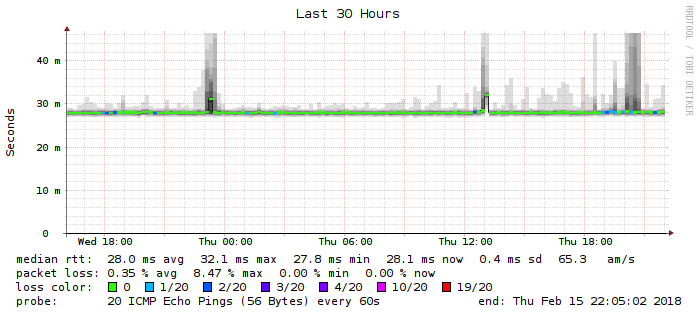 Last 30 Hours
RRDTOOL / TOBI OETIKER
Seconds
40 m
30 m
20 m
10 m
0
Wed 18:00 Thu 00:00 Thu 06:00 Thu 12:00 Thu 18:00
median rtt: 28.0 ms avg 32.1 ms max 27.8 ms min 28.1 ms now 0.4 ms sd 65.3 am/s
packet loss: 0.35 % avg 8.47 % max 0.00 % min 0.00 % now
loss color: 0 1/20 2/20 3/20 4/20 10/20 19/20
probe: 20 ICMP Echo Pings (56 Bytes) every 60s end: Thu Feb 15 22:05:02 2018